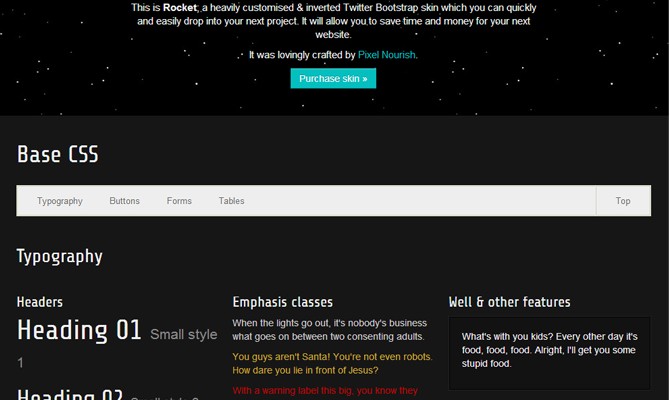 This is Rocket, a heavily customised & inverted Twitter Bootstrap skin which you can quickly
and easily drop into your next project. It will allow you to save time and money for your next
website.
It was lovingly crafted by Pixel Nourish.
Purchase skin »
Base CSS
Typography Buttons Forms Tables Top
Typography
Headers
Heading 01 Small style
1
Heading 02
Emphasis classes
When the lights go out, it's nobody's business
what goes on between two consenting adults.
You guys aren't Santa! You're not even robots.
How dare you lie in front of Jesus?
With a warning label this big, you know they
Well & other features
What's with you kids? Every other day it's
food, food, food. Alright, I'll get you some
stupid food.